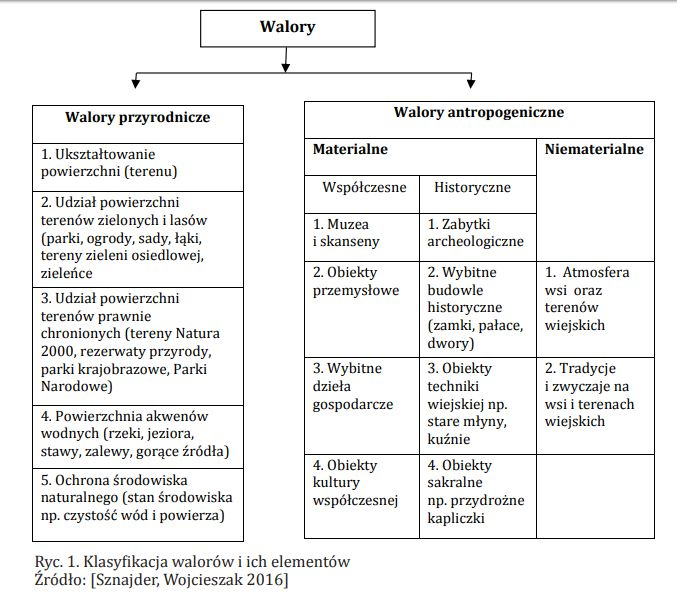 Walory
Walory przyrodnicze
1. Ukształtowanie
powierzchni (terenu)
2. Udział powierzchni
terenów zielonych i lasów
(parki, ogrody, sady, łąki,
tereny zieleni osiedlowej,
zieleńce
3. Udział powierzchni
terenów prawnie
chronionych (tereny Natura
2000, rezerwaty przyrody,
parki krajobrazowe, Parki
Narodowe)
4. Powierzchnia akwenów
wodnych (rzeki, jeziora,
stawy, zalewy, gorące źródła)
5. Ochrona środowiska
naturalnego (stan środowiska
np. czystość wód i powierza)
Walory antropogeniczne
Materialne
Niematerialne
Współczesne
Historyczne
1. Muzea
i skanseny
1. Zabytki
archeologiczne
2. Obiekty
przemysłowe
2. Wybitne
budowle
historyczne
(zamki, pałace,
dwory)
1. Atmosfera
wsi oraz
terenów
wiejskich
3. Wybitne
dzieła
gospodarcze
3. Obiekty
techniki
wiejskiej np.
stare młyny,
kuźnie
2. Tradycje
i zwyczaje na
wsi i terenach
wiejskich
4. Obiekty
kultury
współczesnej
4. Obiekty
sakralne
np. przydrożne
kapliczki
Ryc. 1. Klasyfikacja walorów i ich elementów
Źródło: [Sznajder, Wojcieszak 2016]